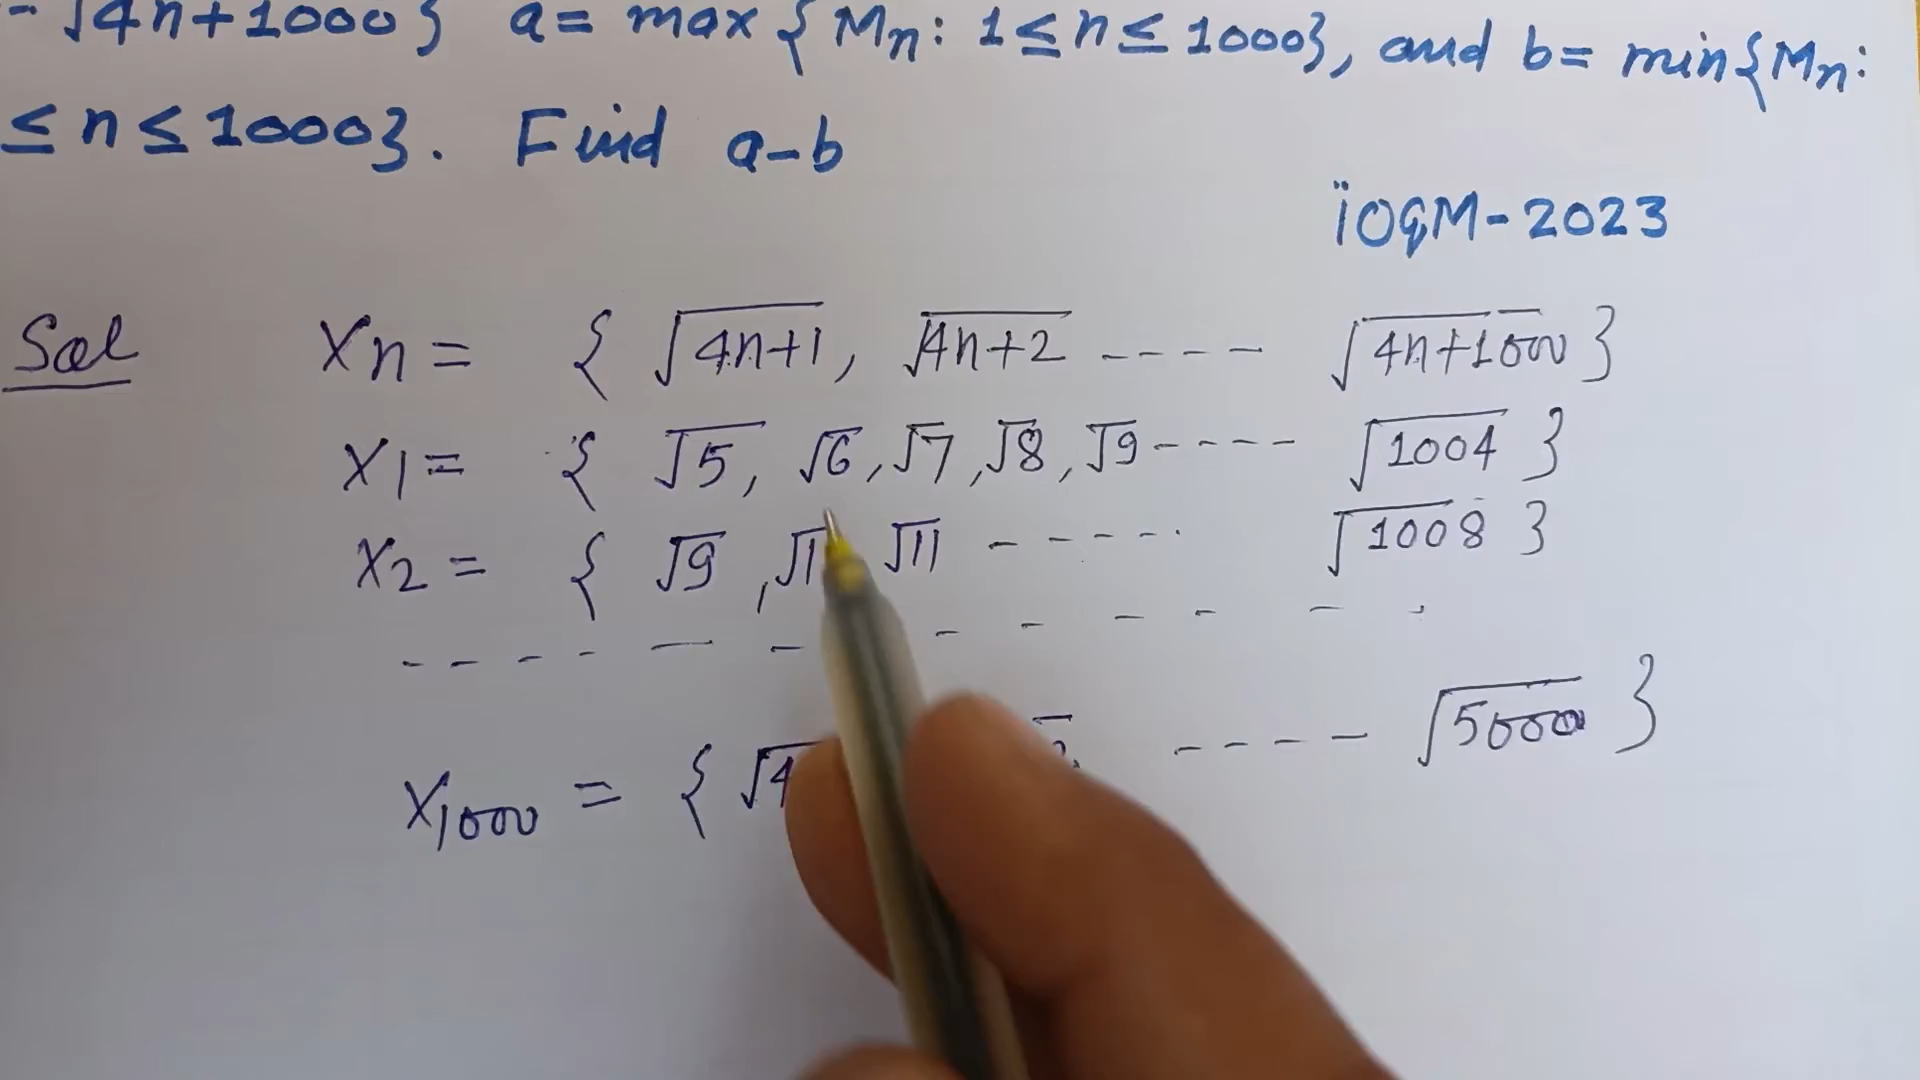 - √4n+1000} a= max {Mn: 1≤n≤1000}, and b= min{Mn:
≤n≤1000}. Find a-b
iOQM-2023
Sol Xn= { √4n+1, √4n+2 ---- √4n+1000}
X1= { √5, √6, √7, √8, √9---- √1004 }
X2= { √9, √11 ----- √1008 }
X1000 = { ---- √5000 }